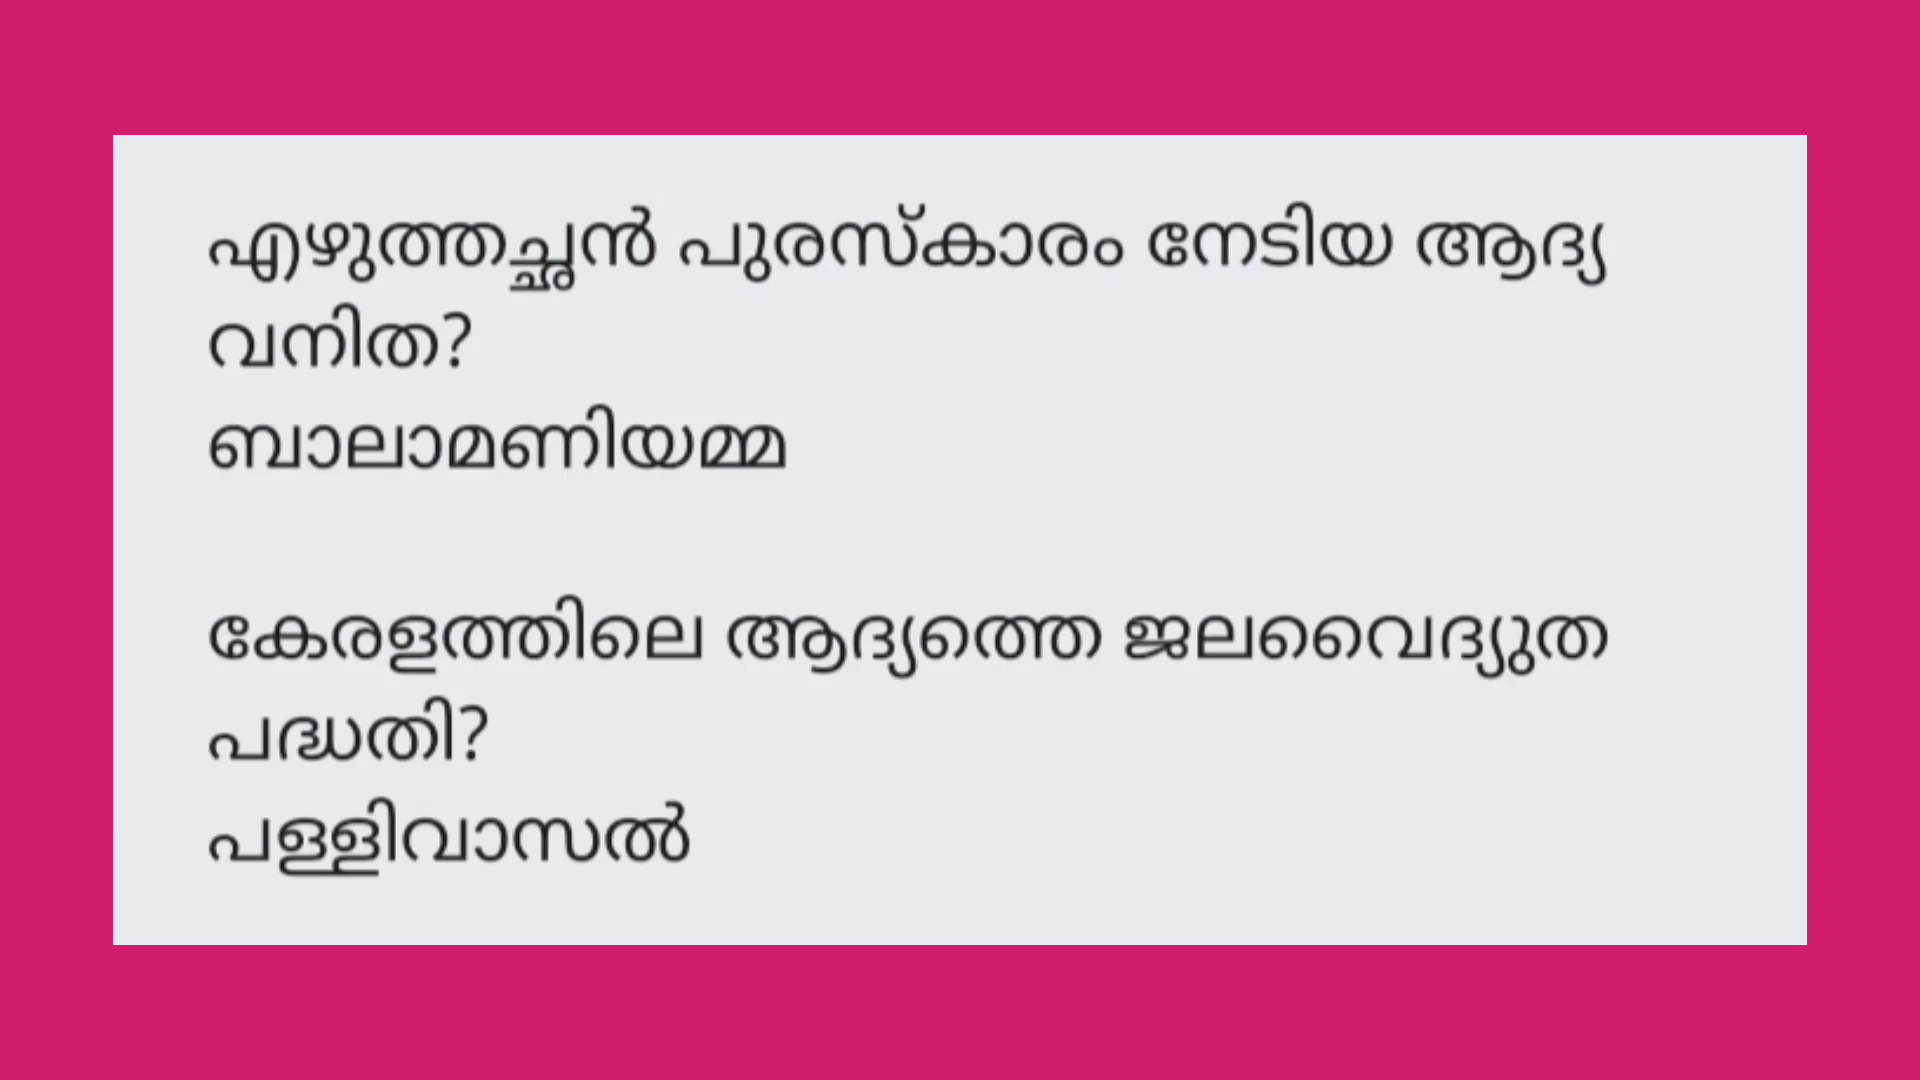 എഴുത്തച്ഛൻ പുരസ്കാരം നേടിയ ആദ്യ
വനിത?
ബാലാമണിയമ്മ
കേരളത്തിലെ ആദ്യത്തെ ജലവൈദ്യുത
പദ്ധതി?
പള്ളിവാസൽ